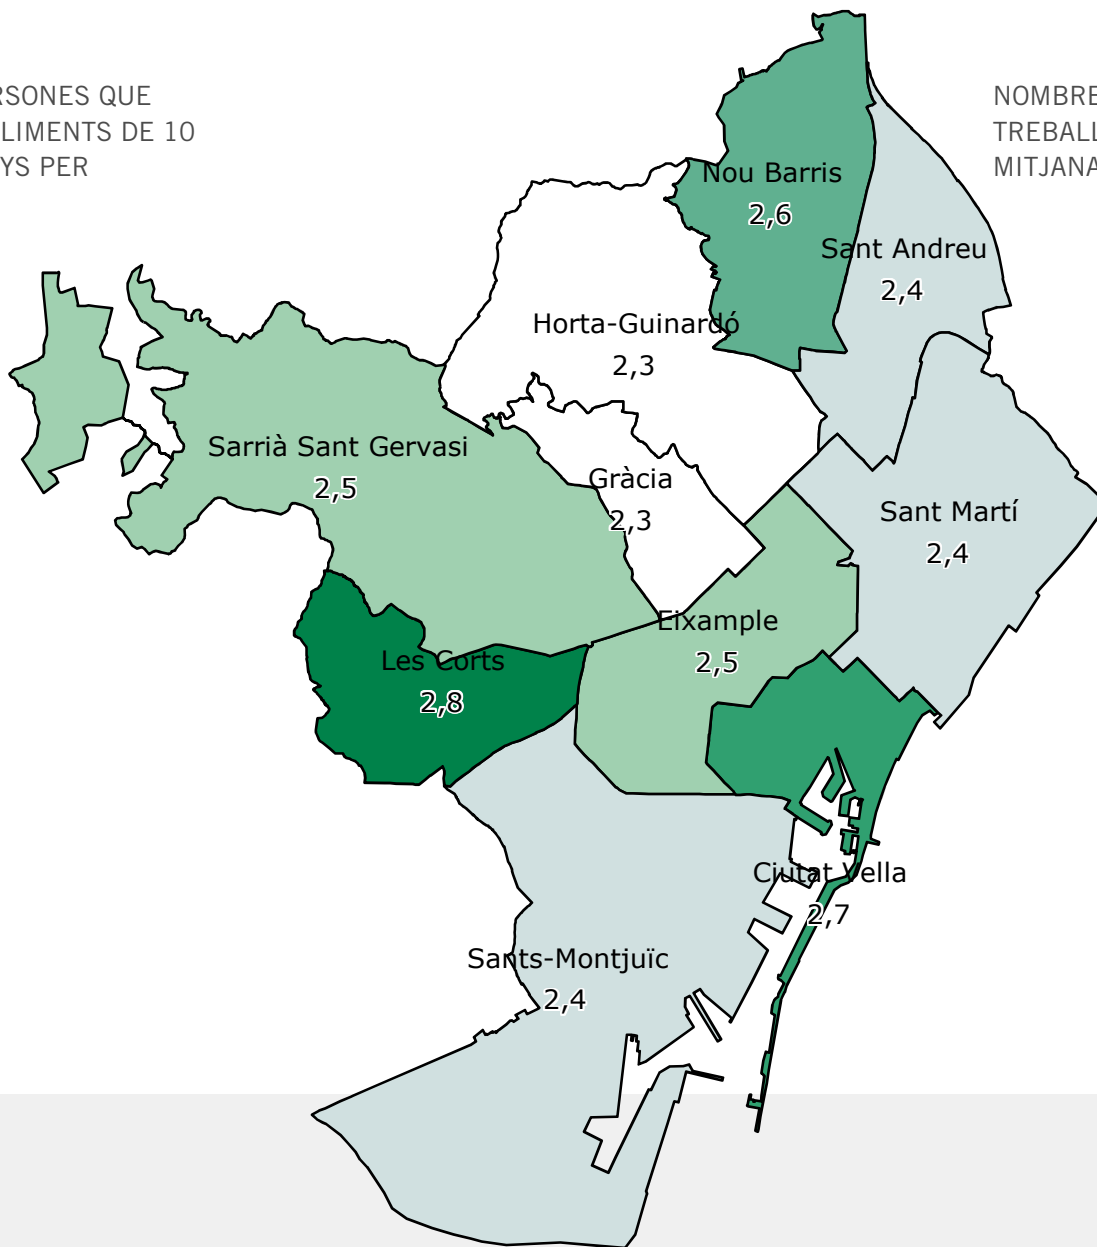 RSONES QUE
LIMENTS DE 10
YS PER
NOMBRE
TREBALL
MITJANA
Nou Barris
2,6
Sant Andreu
2,4
Horta-Guinardó
2,3
Sarrià Sant Gervasi
2,5
Gràcia
2,3
Sant Martí
2,4
Eixample
2,5
Les Corts
2,8
Ciutat Vella
2,7
Sants-Montjuïc
2,4